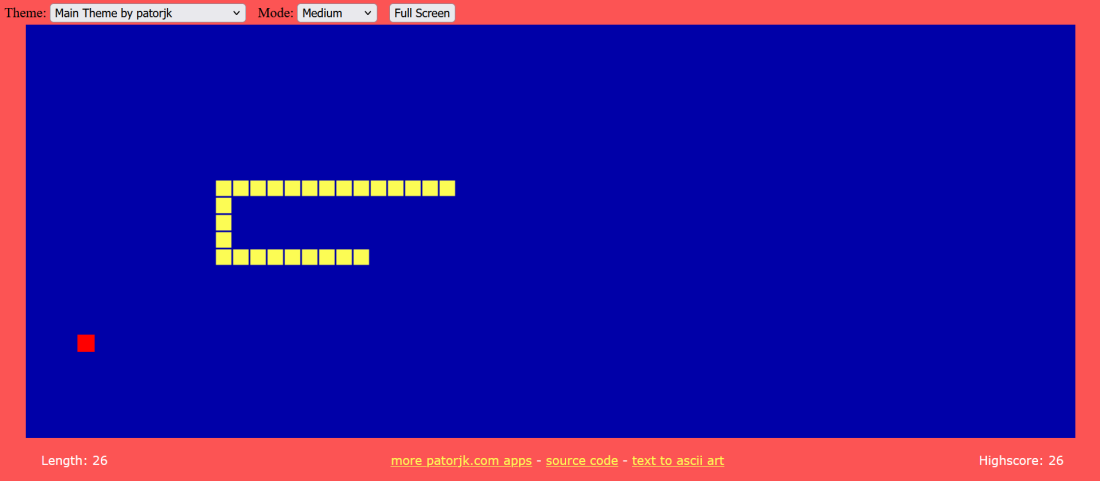 Theme: Main Theme by patorjk Mode: Medium Full Screen
Length: 26 more patorjk.com apps - source code - text to ascii art Highscore: 26